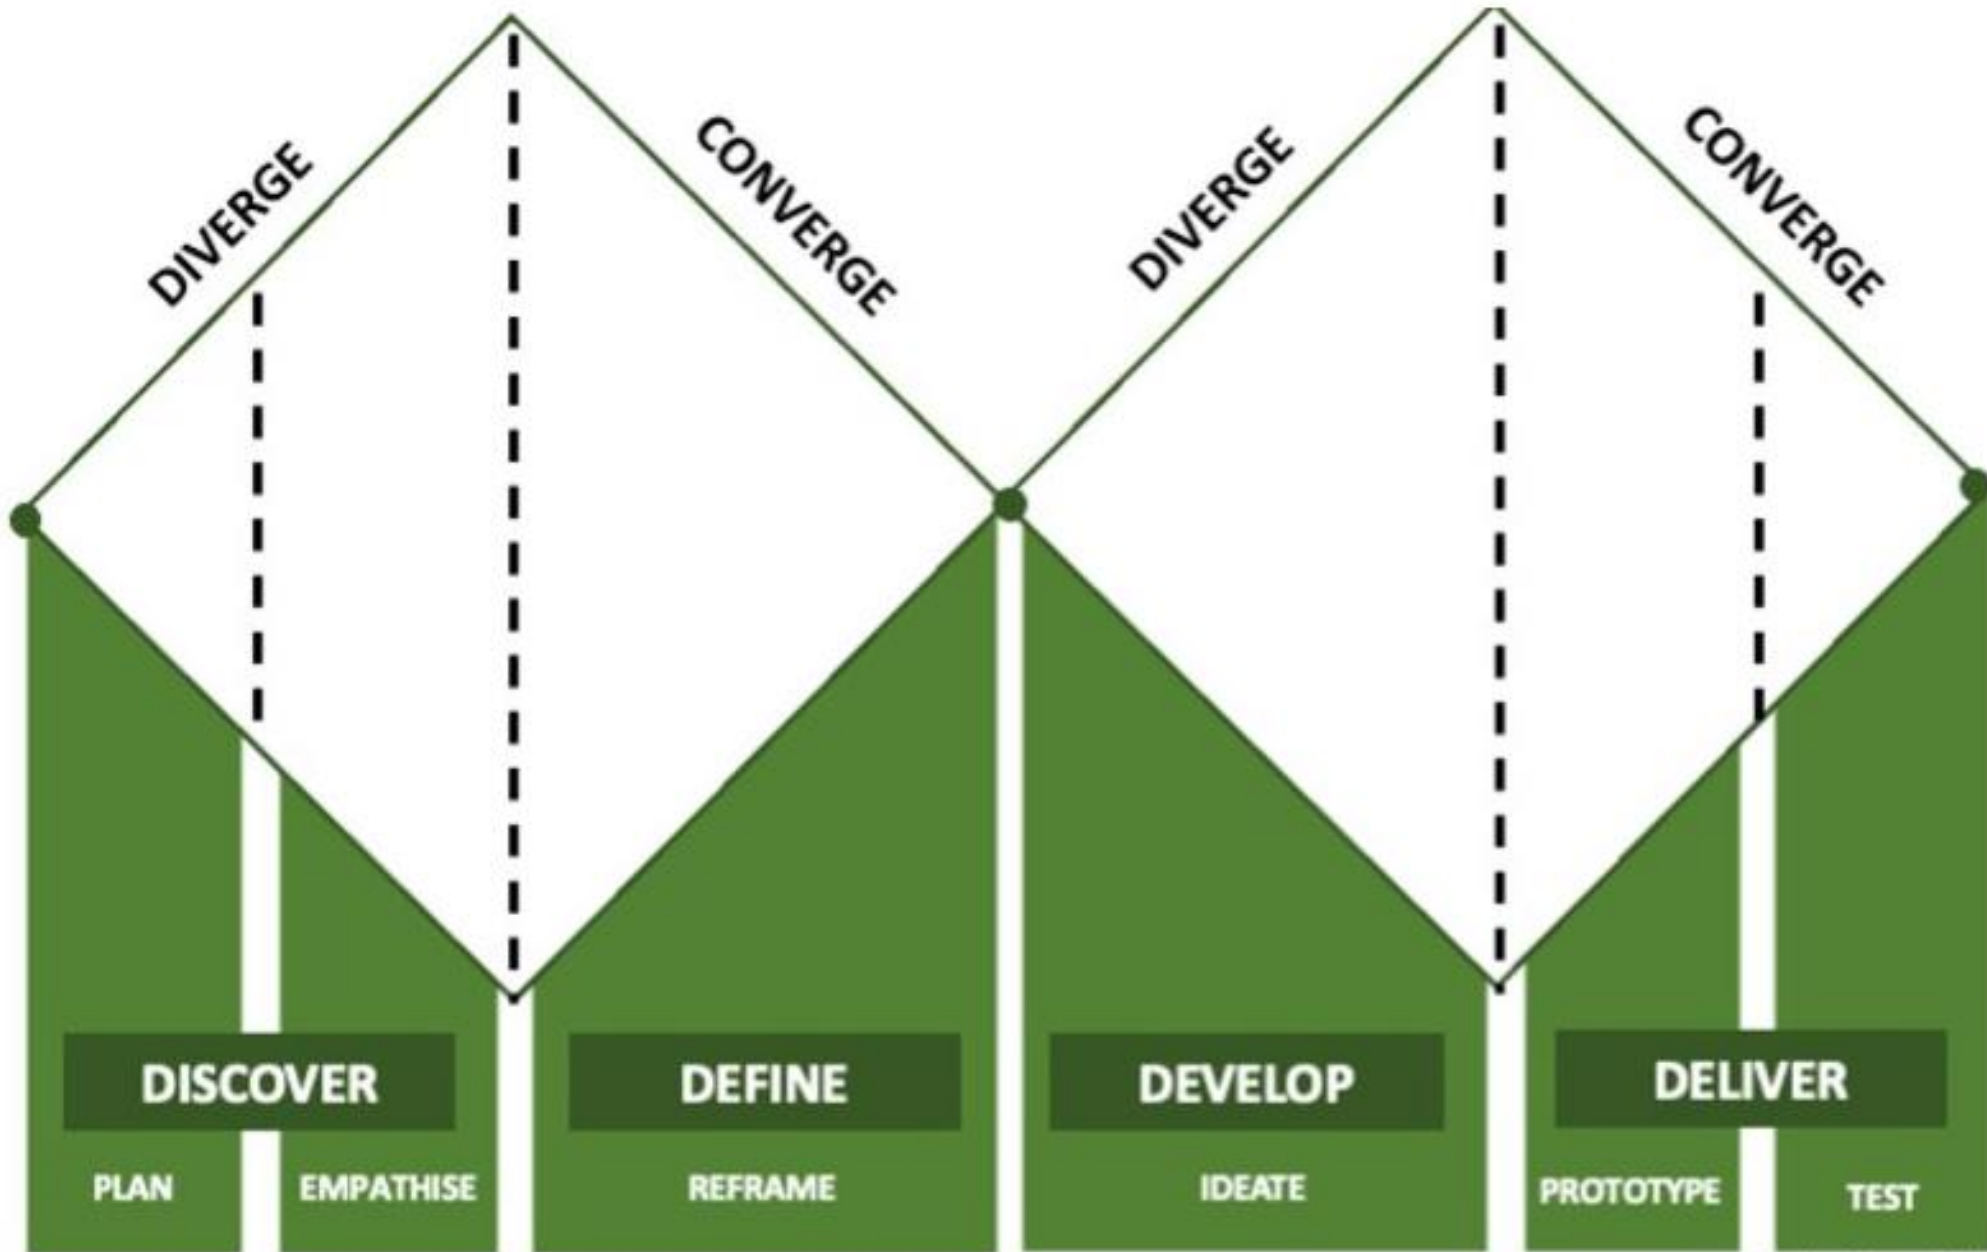 DIVERGE
CONVERGE
DIVERGE
CONVERGE
DISCOVER
DEFINE
DEVELOP
DELIVER
PLAN
EMPATHISE
REFRAME
IDEATE
PROTOTYPE
TEST